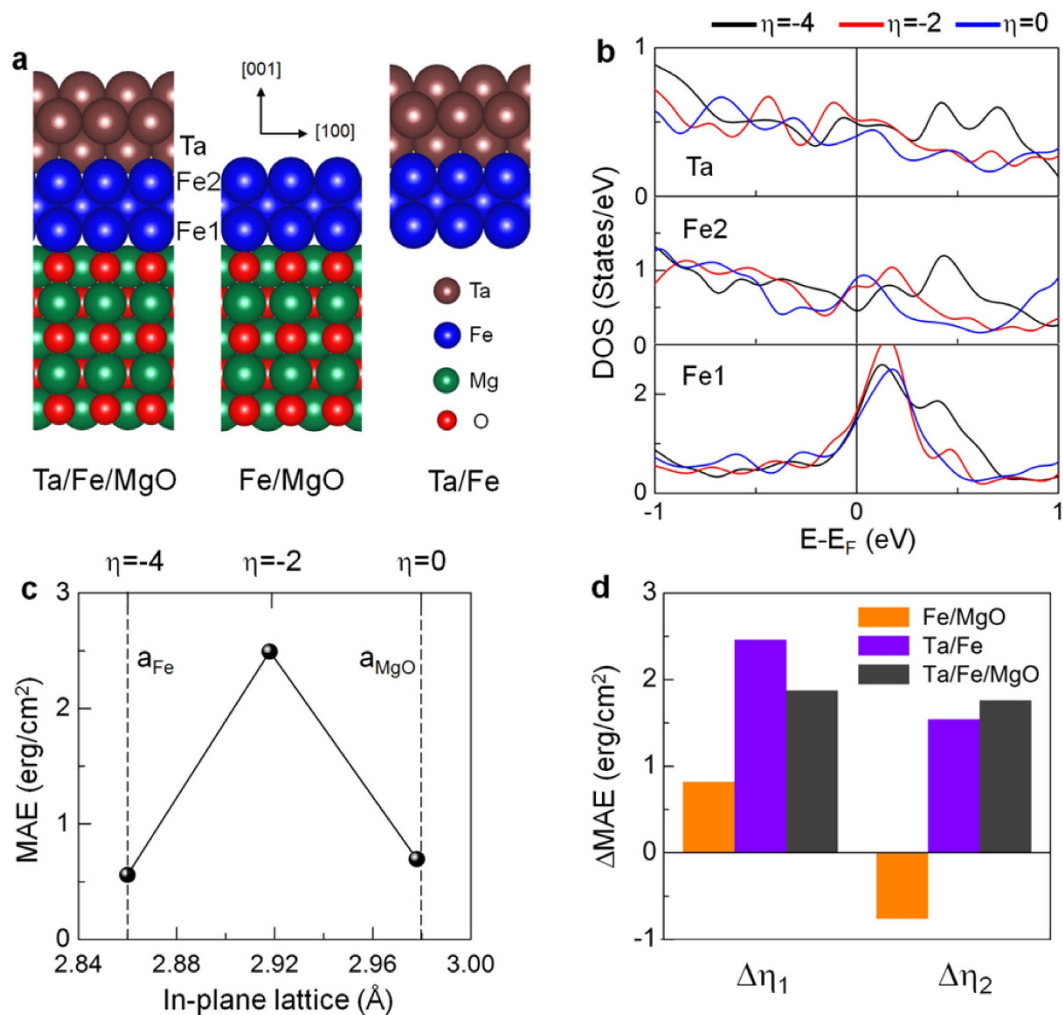 η=-4 η=-2 η=0
a
[001]
[100]
Ta
Fe2
Fe1
Ta
Fe
Mg
O
Ta/Fe/MgO Fe/MgO Ta/Fe
b
DOS (States/eV)
1
0
Ta
1
0
Fe2
2
0
Fe1
-1 0 1
E-E_F (eV)
c
η=-4 η=-2 η=0
MAE (erg/cm²)
3
2
1
0
a_Fe a_MgO
2.84 2.88 2.92 2.96 3.00
In-plane lattice (Å)
d
ΔMAE (erg/cm²)
3
2
1
0
-1
Fe/MgO
Ta/Fe
Ta/Fe/MgO
Δη₁ Δη₂